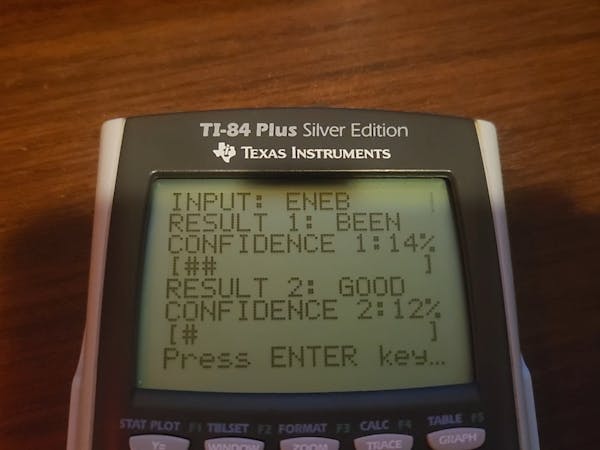 TI-84 Plus Silver Edition
TEXAS INSTRUMENTS
INPUT: ENEB
RESULT 1: BEEN
CONFIDENCE 1:14%
[## ]
RESULT 2: GOOD
CONFIDENCE 2:12%
[# ]
Press ENTER key...
STAT PLOT F1 TBLSET F2 FORMAT F3 CALC F4 TABLE F5
Y= WINDOW ZOOM TRACE GRAPH